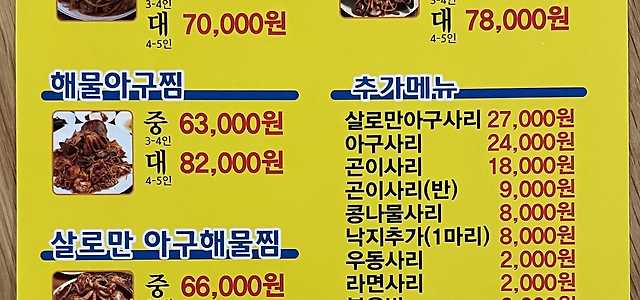 3-4인
대 70,000원
4-5인
3-4인
대 78,000원
4-5인
해물아구찜
중 63,000원
3-4인
대 82,000원
4-5인
살로만 아구해물찜
중 66,000원
3-4인
추가메뉴
살로만아구사리 27,000원
아구사리 24,000원
곤이사리 18,000원
곤이사리(반) 9,000원
콩나물사리 8,000원
낙지추가(1마리) 8,000원
우동사리 2,000원
라면사리 2,000원